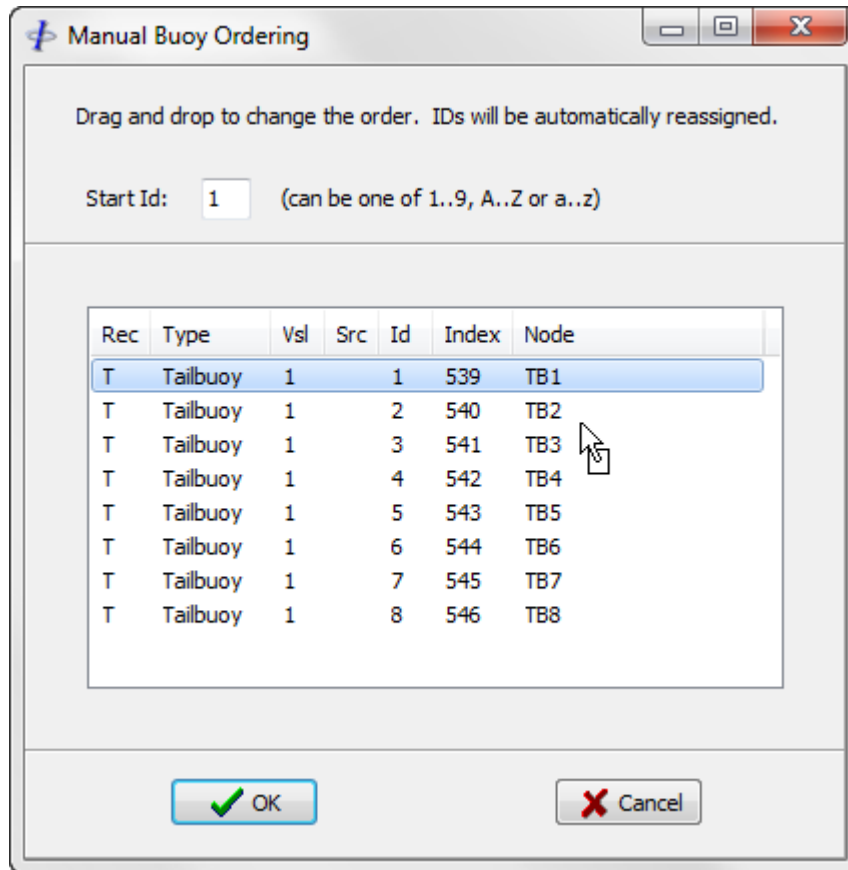 Manual Buoy Ordering
Drag and drop to change the order. IDs will be automatically reassigned.
Start Id: 1 (can be one of 1..9, A..Z or a..z)
Rec Type Vsl Src Id Index Node
T Tailbuoy 1 1 539 TB1
T Tailbuoy 1 2 540 TB2
T Tailbuoy 1 3 541 TB3
T Tailbuoy 1 4 542 TB4
T Tailbuoy 1 5 543 TB5
T Tailbuoy 1 6 544 TB6
T Tailbuoy 1 7 545 TB7
T Tailbuoy 1 8 546 TB8
OK Cancel